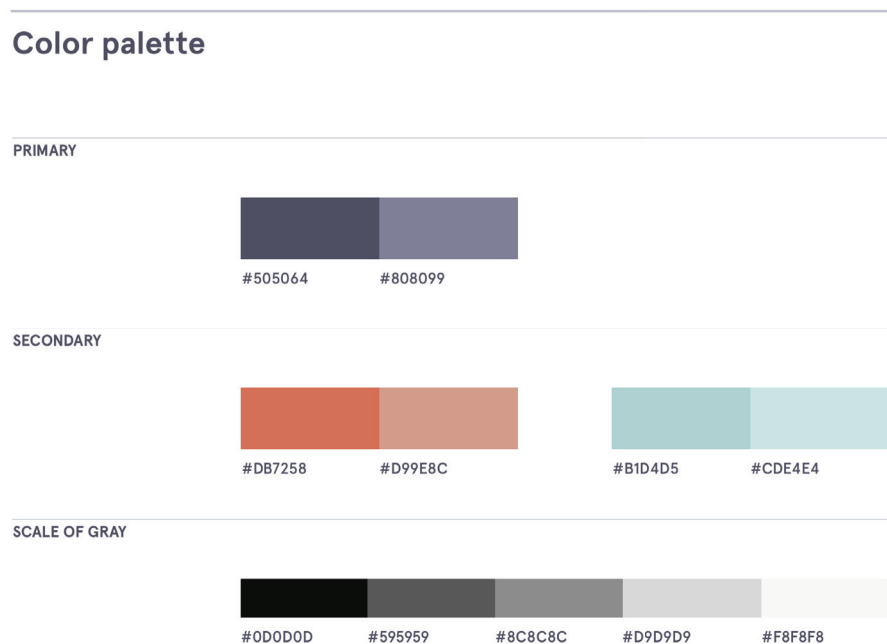 Color palette
PRIMARY
#505064 #808099
SECONDARY
#DB7258 #D99E8C #B1D4D5 #CDE4E4
SCALE OF GRAY
#0D0D0D #595959 #8C8C8C #D9D9D9 #F8F8F8